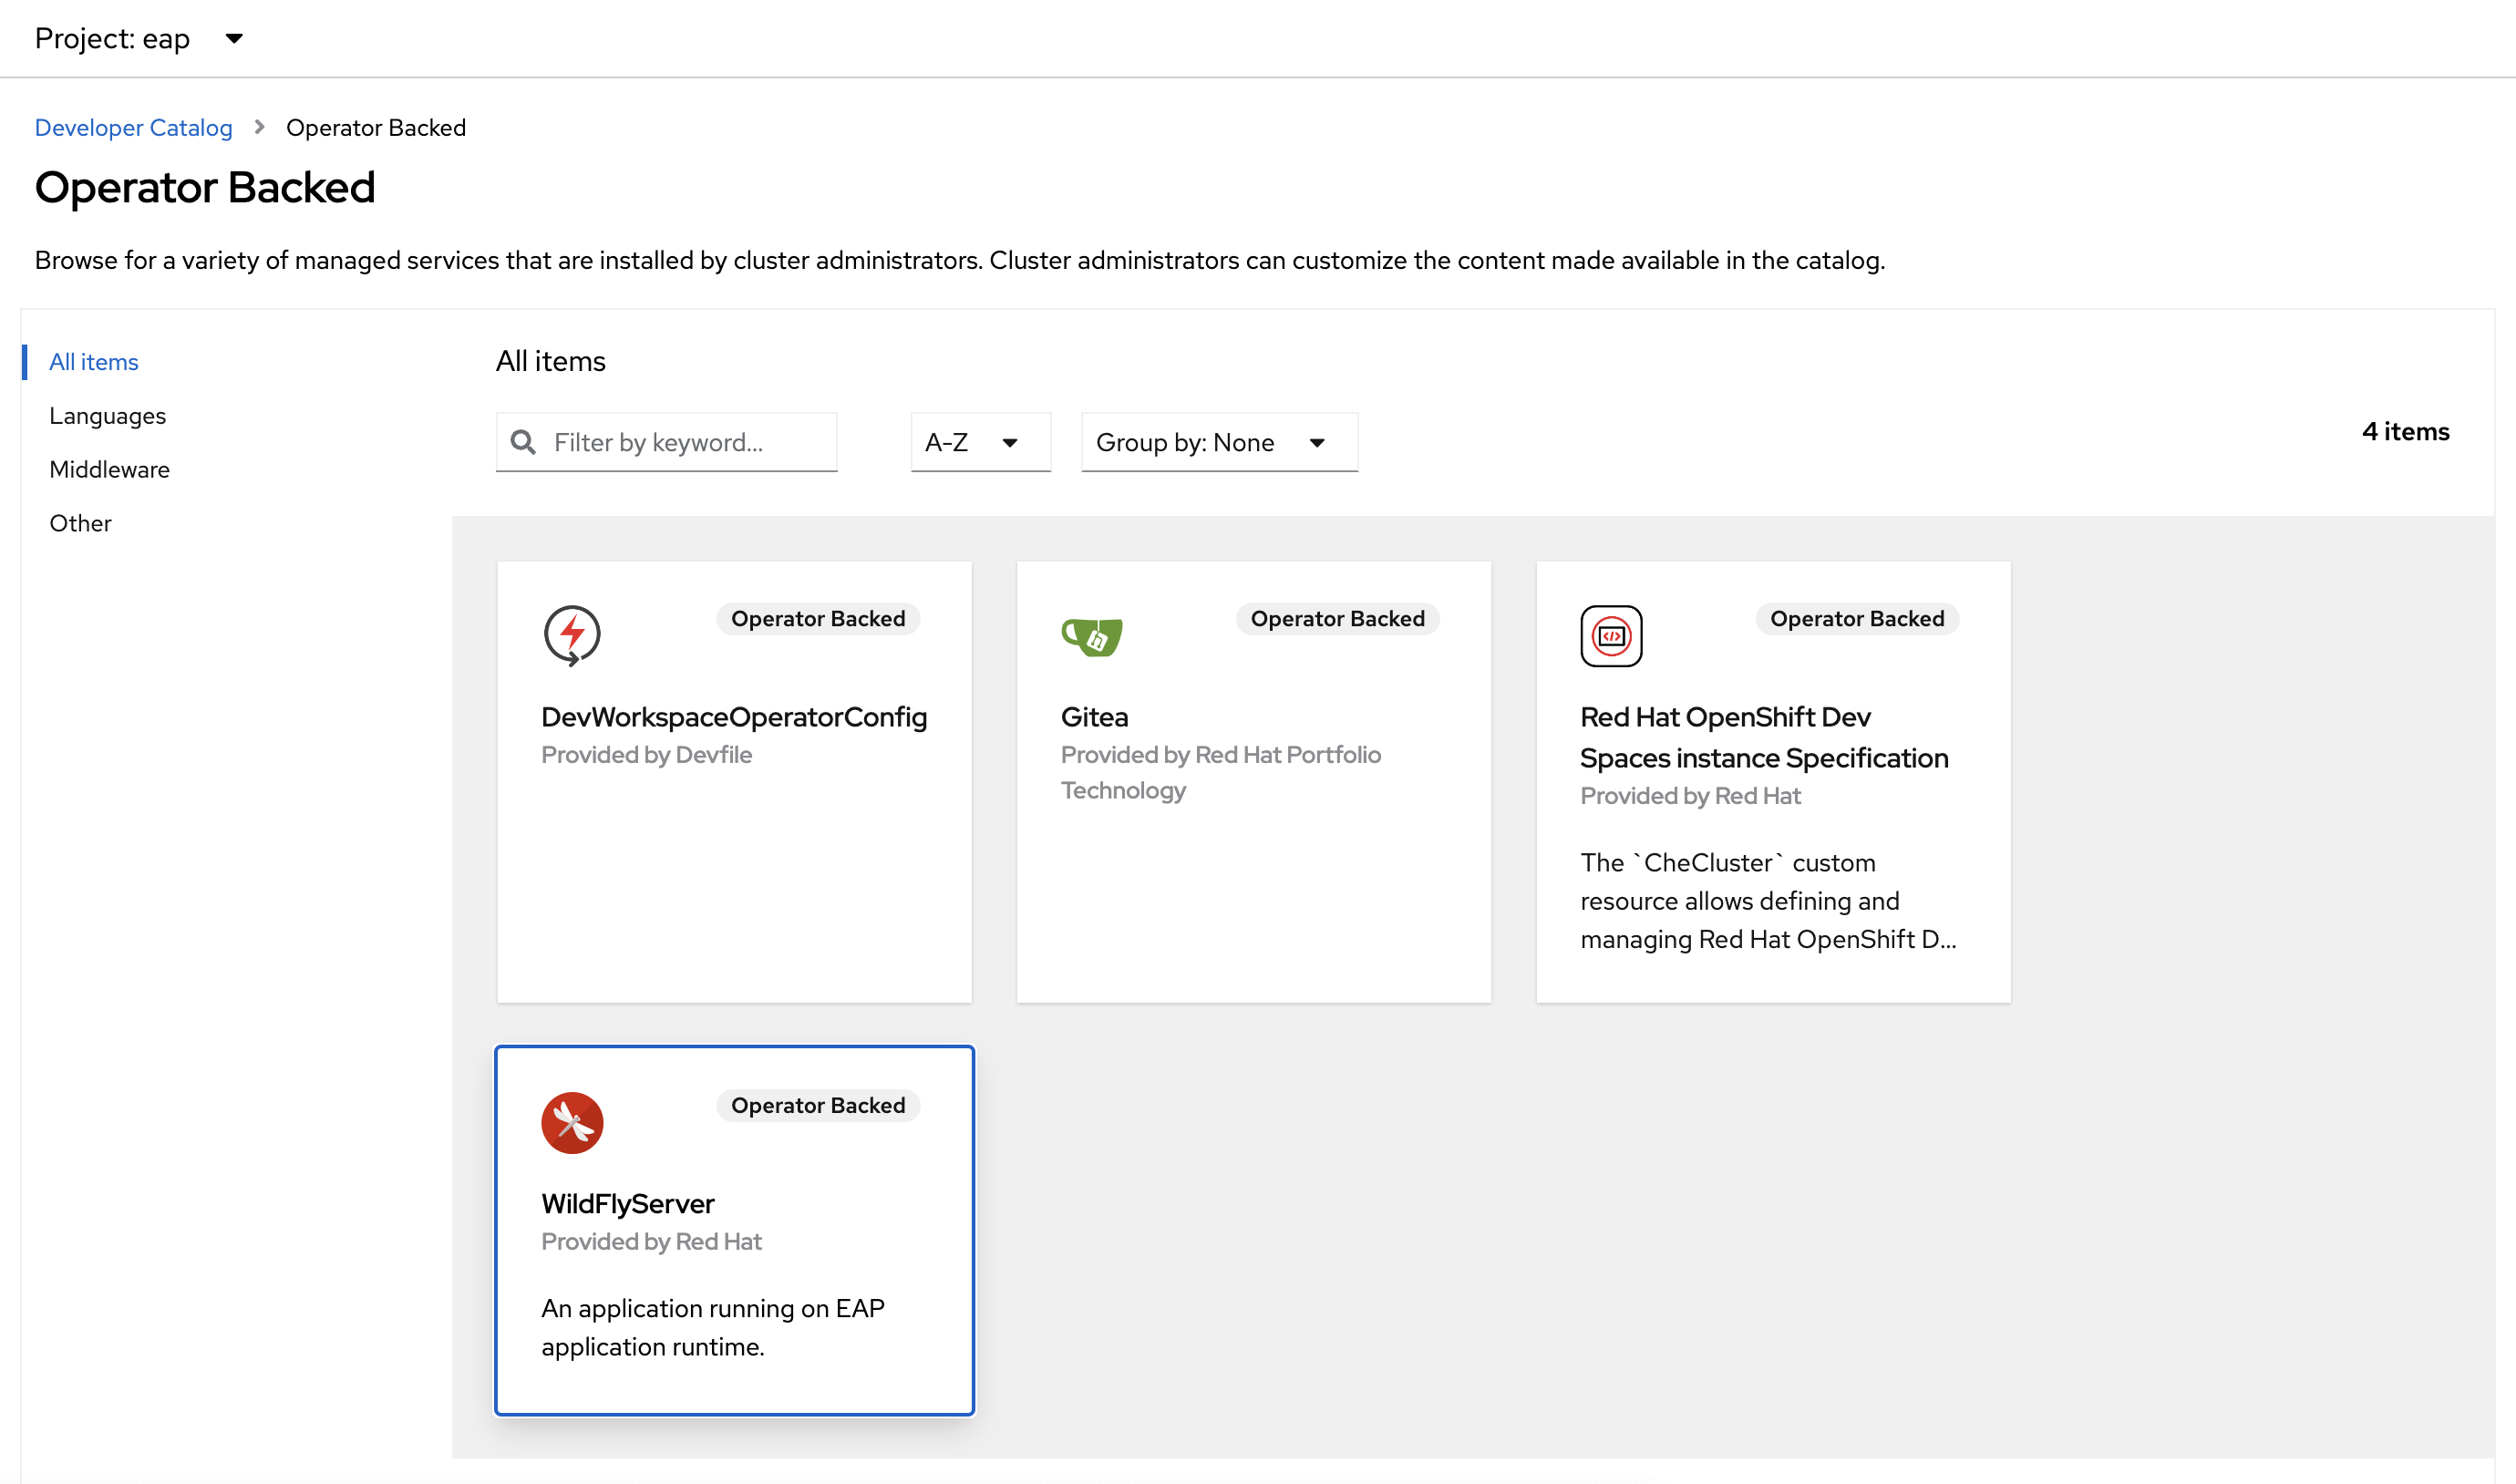 Project: eap
Developer Catalog
Operator Backed
Operator Backed
Browse for a variety of managed services that are installed by cluster administrators. Cluster administrators can customize the content made available in the catalog.
All items
Languages
Middleware
Other
All items
Filter by keyword...
A-Z
Group by: None
4 items
Operator Backed
DevWorkspaceOperatorConfig
Provided by Devfile
Operator Backed
Gitea
Provided by Red Hat Portfolio
Technology
Operator Backed
Red Hat OpenShift Dev
Spaces instance Specification
Provided by Red Hat
The `CheCluster` custom
resource allows defining and
managing Red Hat OpenShift D...
Operator Backed
WildFlyServer
Provided by Red Hat
An application running on EAP
application runtime.